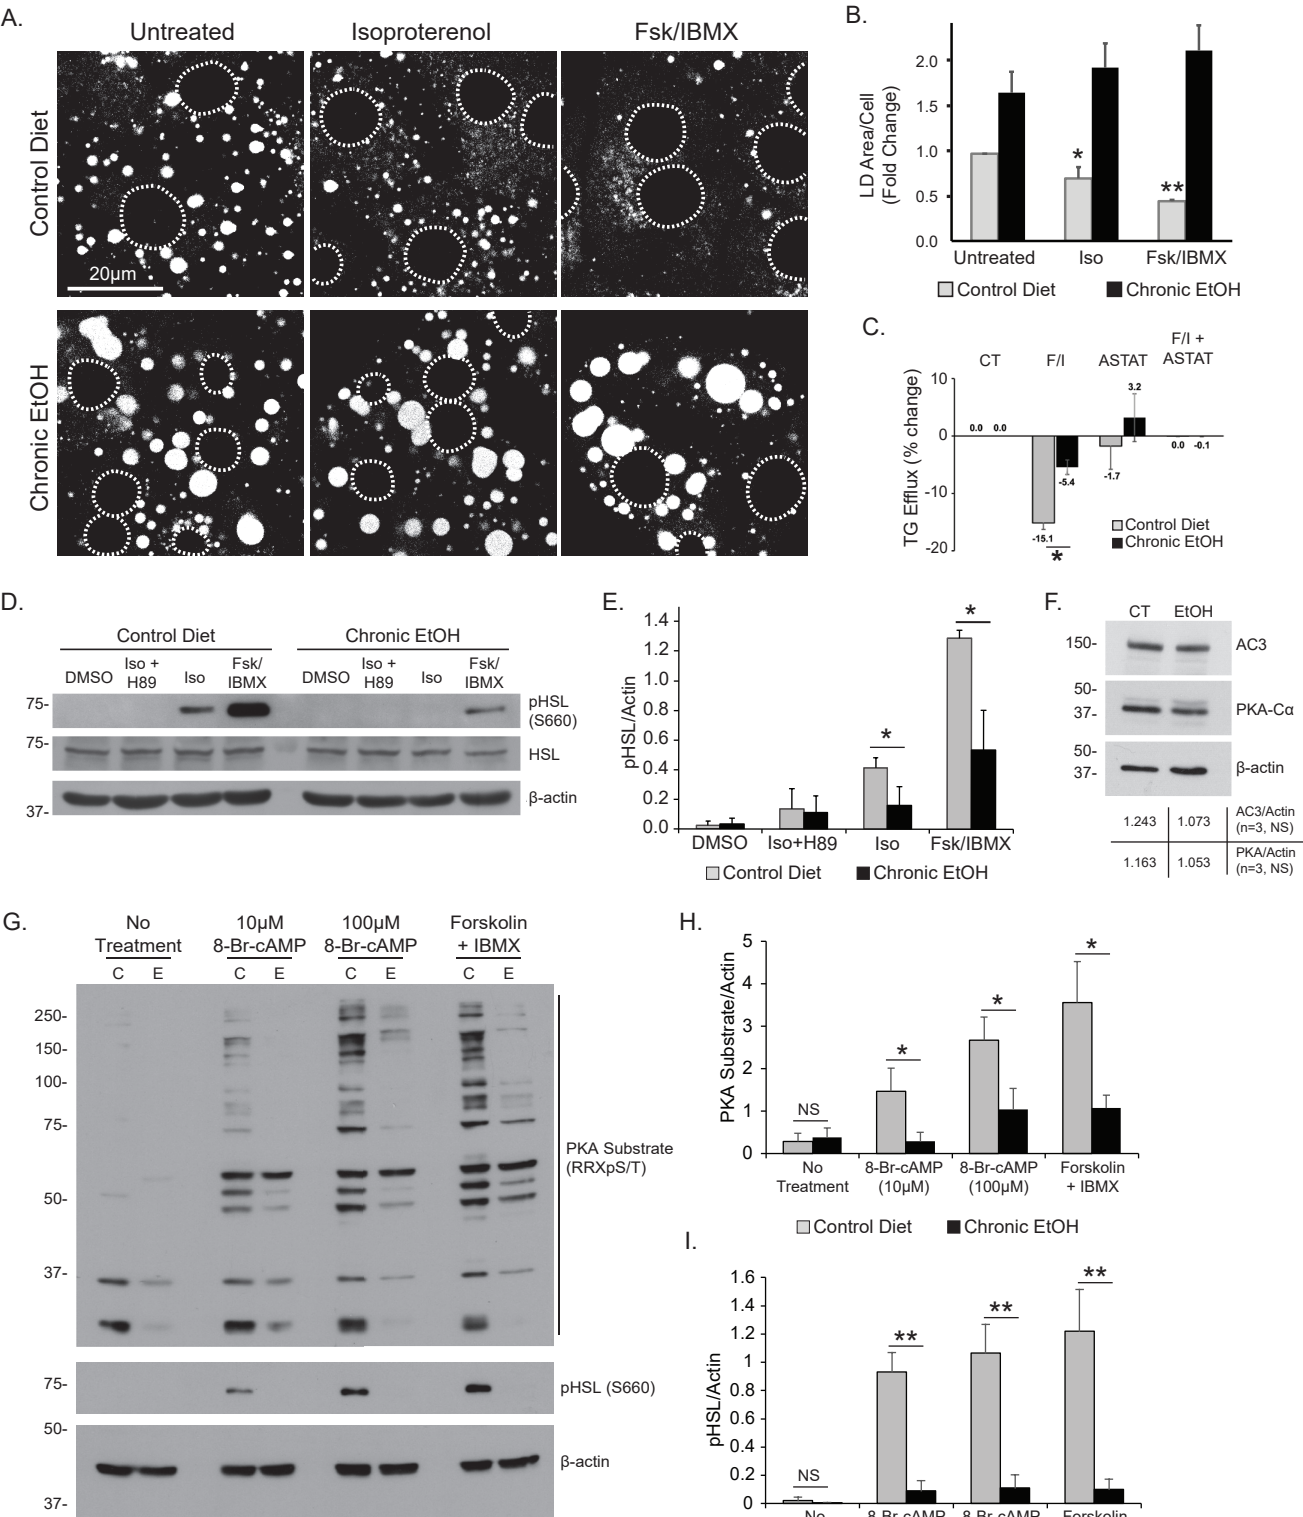 A.
Untreated
Isoproterenol
Fsk/IBMX
Control Diet
Chronic EtOH
20µm
B.
LD Area/Cell
(Fold Change)
2.0
1.5
1.0
0.5
0.0
*
**
Untreated
Iso
Fsk/IBMX
Control Diet
Chronic EtOH
C.
CT
F/I
ASTAT
F/I +
ASTAT
TG Efflux (% change)
10
0
-10
-20
0.0
0.0
-15.1
-5.4
-1.7
3.2
0.0
-0.1
*
Control Diet
Chronic EtOH
D.
Control Diet
Chronic EtOH
DMSO
Iso +
H89
Iso
Fsk/
IBMX
DMSO
Iso +
H89
Iso
Fsk/
IBMX
75-
pHSL
(S660)
75-
HSL
37-
β-actin
E.
pHSL/Actin
1.4
1.2
1.0
0.8
0.6
0.4
0.2
0.0
*
*
DMSO
Iso+H89
Iso
Fsk/IBMX
Control Diet
Chronic EtOH
F.
CT
EtOH
150-
AC3
50-
37-
PKA-Cα
50-
37-
β-actin
1.243
1.073
AC3/Actin
(n=3, NS)
1.163
1.053
PKA/Actin
(n=3, NS)
G.
No
Treatment
10µM
8-Br-cAMP
100µM
8-Br-cAMP
Forskolin
+ IBMX
C
E
C
E
C
E
C
E
250-
150-
100-
75-
50-
37-
PKA Substrate
(RRXpS/T)
75-
pHSL (S660)
50-
37-
β-actin
H.
PKA Substrate/Actin
5
4
3
2
1
0
NS
*
*
*
No
Treatment
8-Br-cAMP
(10µM)
8-Br-cAMP
(100µM)
Forskolin
+ IBMX
Control Diet
Chronic EtOH
I.
pHSL/Actin
1.6
1.4
1.2
1
0.8
0.6
0.4
0.2
0
NS
**
**
**
No
8-Br-cAMP
8-Br-cAMP
Forskolin